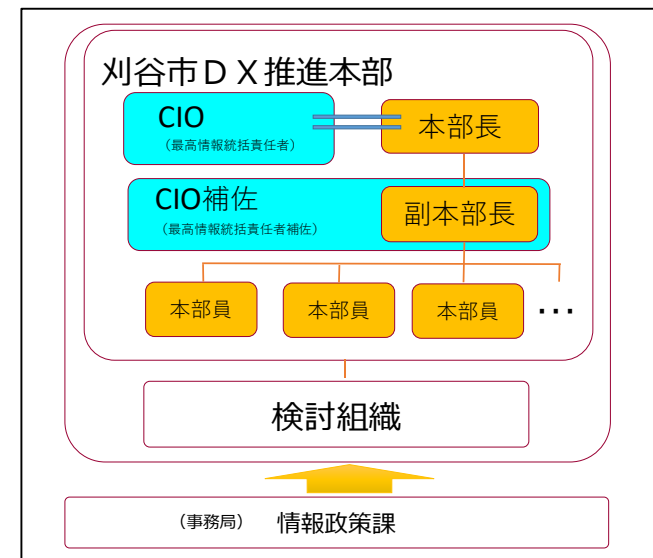 刈谷市ＤＸ推進本部
CIO
（最高情報統括責任者）
本部長
CIO補佐
（最高情報統括責任者補佐）
副本部長
本部員
本部員
本部員
…
検討組織
（事務局） 情報政策課